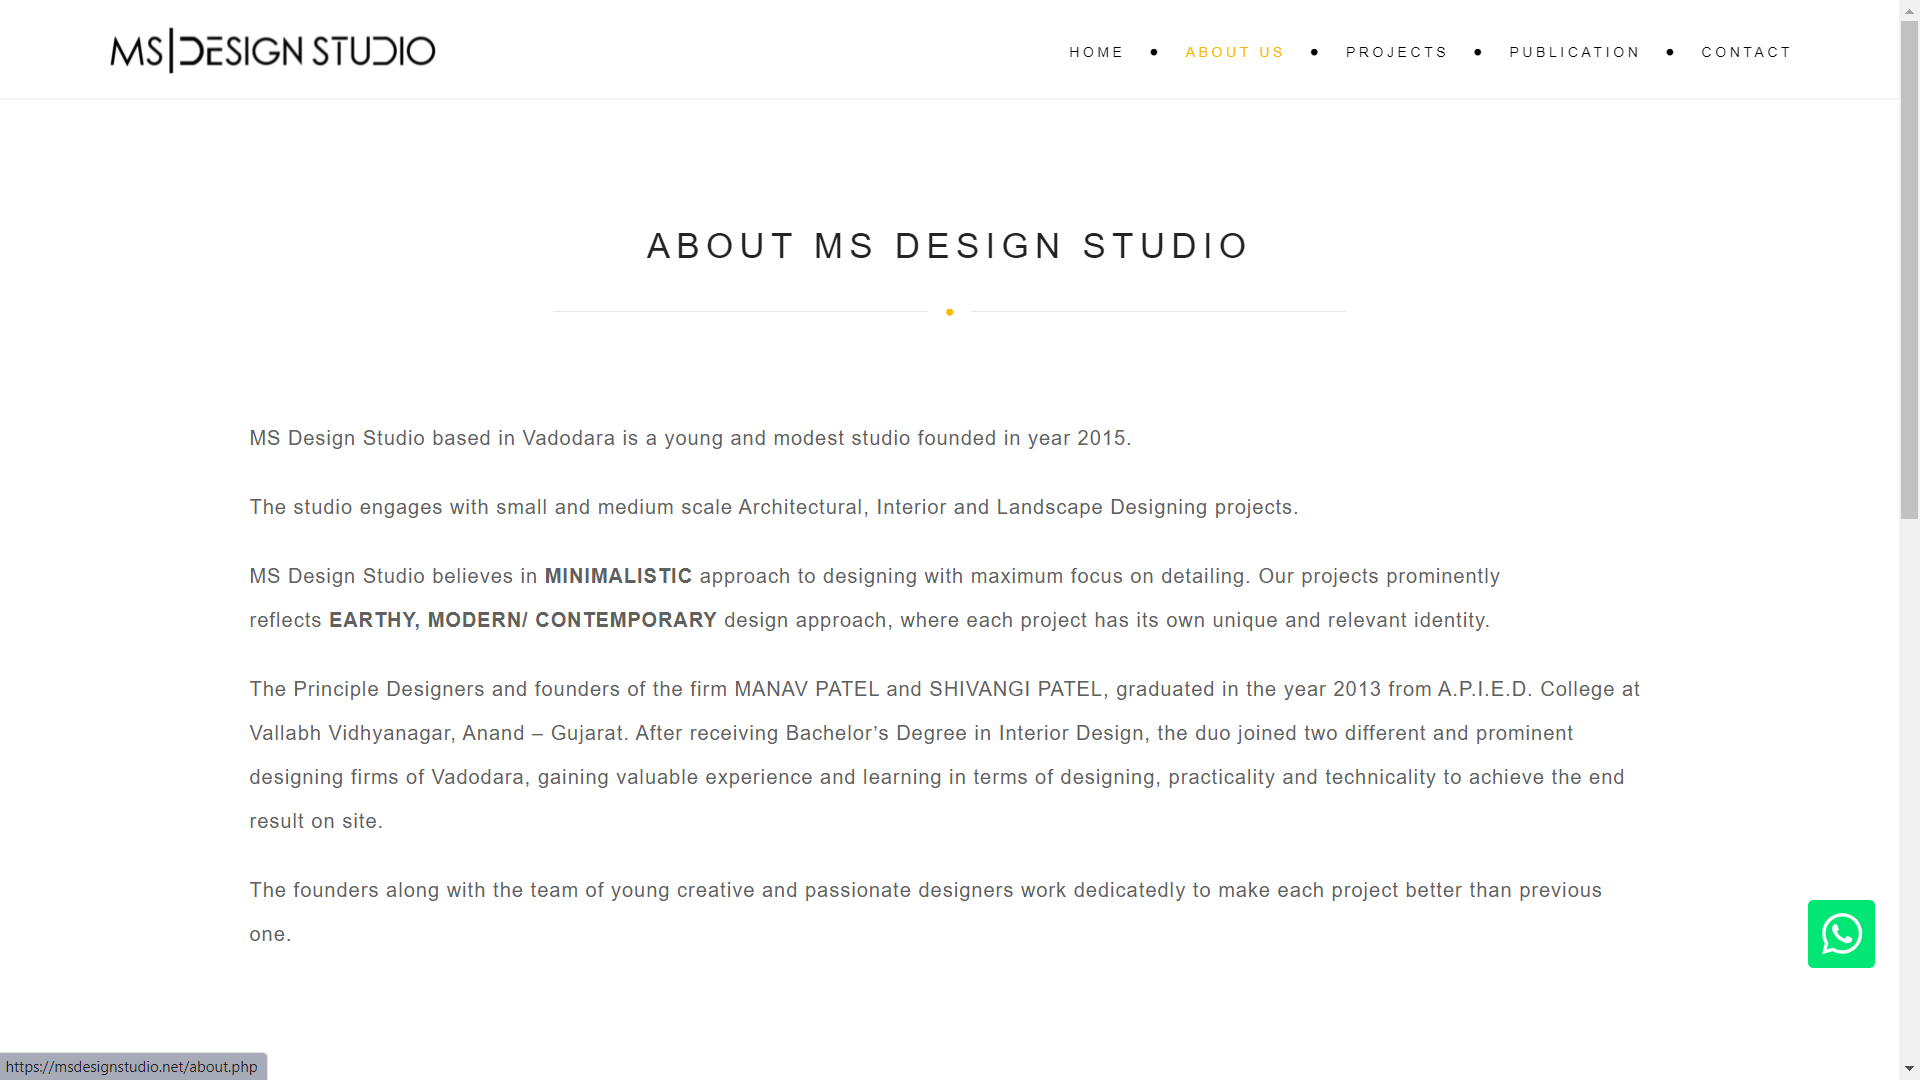 MS|DESIGN STUDIO
HOME • ABOUT US • PROJECTS • PUBLICATION • CONTACT
ABOUT MS DESIGN STUDIO
MS Design Studio based in Vadodara is a young and modest studio founded in year 2015.
The studio engages with small and medium scale Architectural, Interior and Landscape Designing projects.
MS Design Studio believes in MINIMALISTIC approach to designing with maximum focus on detailing. Our projects prominently
reflects EARTHY, MODERN/ CONTEMPORARY design approach, where each project has its own unique and relevant identity.
The Principle Designers and founders of the firm MANAV PATEL and SHIVANGI PATEL, graduated in the year 2013 from A.P.I.E.D. College at
Vallabh Vidhyanagar, Anand – Gujarat. After receiving Bachelor’s Degree in Interior Design, the duo joined two different and prominent
designing firms of Vadodara, gaining valuable experience and learning in terms of designing, practicality and technicality to achieve the end
result on site.
The founders along with the team of young creative and passionate designers work dedicatedly to make each project better than previous
one.
https://msdesignstudio.net/about.php